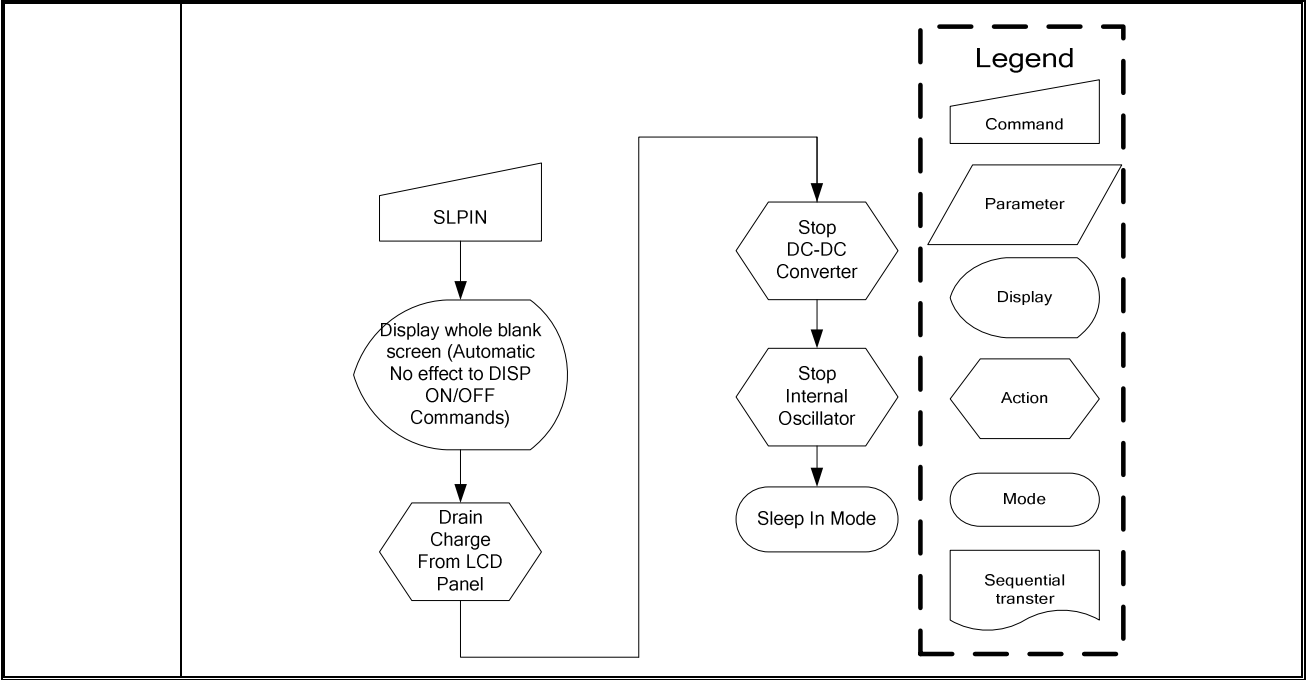 SLPIN
Display whole blank
screen (Automatic
No effect to DISP
ON/OFF
Commands)
Drain
Charge
From LCD
Panel
Stop
DC-DC
Converter
Stop
Internal
Oscillator
Sleep In Mode
Legend
Command
Parameter
Display
Action
Mode
Sequential
transter